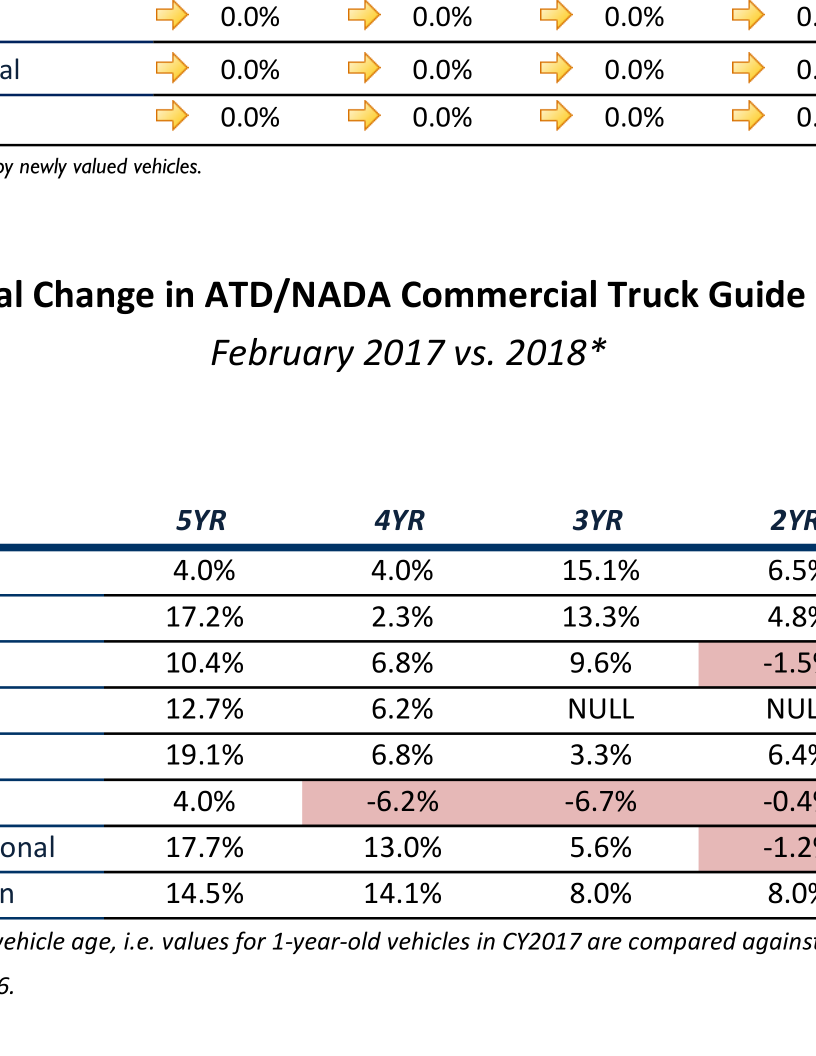 0.0% 0.0% 0.0% 0.
al 0.0% 0.0% 0.0% 0.
0.0% 0.0% 0.0% 0.
by newly valued vehicles.
al Change in ATD/NADA Commercial Truck Guide
February 2017 vs. 2018*
5YR 4YR 3YR 2YR
4.0% 4.0% 15.1% 6.5%
17.2% 2.3% 13.3% 4.8%
10.4% 6.8% 9.6% -1.5%
12.7% 6.2% NULL NUL
19.1% 6.8% 3.3% 6.4%
4.0% -6.2% -6.7% -0.4%
onal 17.7% 13.0% 5.6% -1.2%
n 14.5% 14.1% 8.0% 8.0%
vehicle age, i.e. values for 1-year-old vehicles in CY2017 are compared against
6.